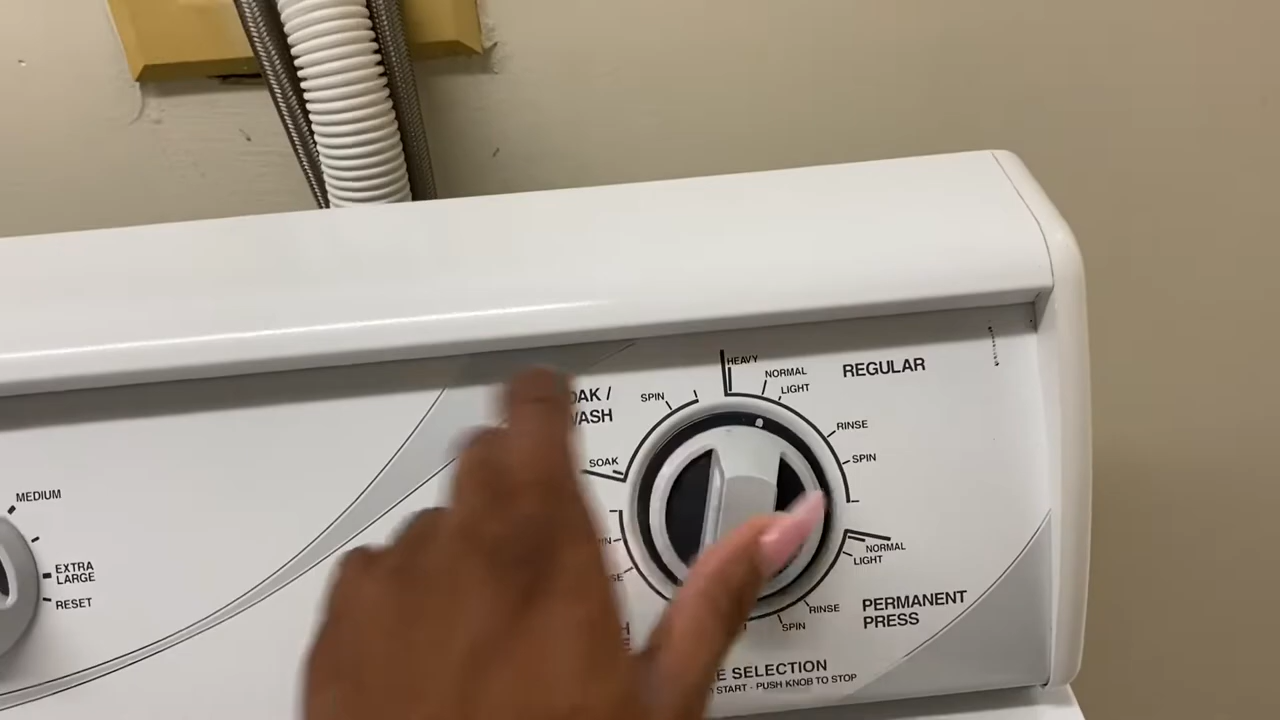 HEAVY
NORMAL
LIGHT
REGULAR
SPIN
RINSE
SPIN
SOAK
MEDIUM
EXTRA
LARGE
RESET
NORMAL
LIGHT
PERMANENT
PRESS
RINSE
SPIN
SELECTION
START - PUSH KNOB TO STOP